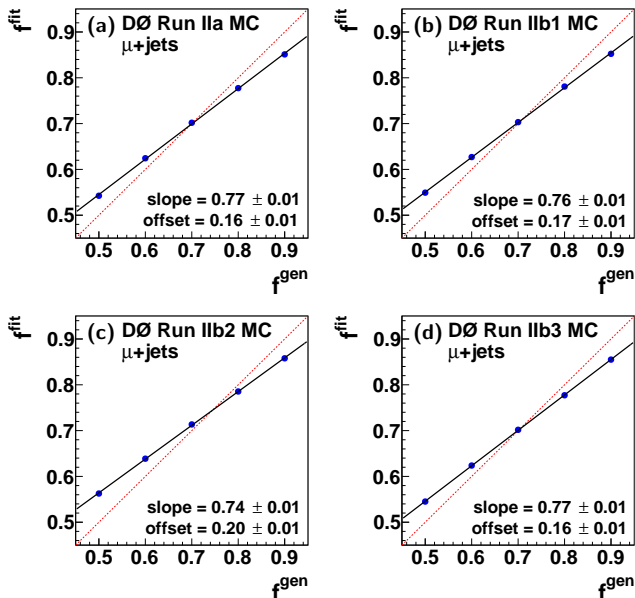 (a) DØ Run IIa MC
μ+jets
f^fit
0.9
0.8
0.7
0.6
0.5
slope = 0.77 ± 0.01
offset = 0.16 ± 0.01
0.5 0.6 0.7 0.8 0.9
f^gen
(b) DØ Run IIb1 MC
μ+jets
f^fit
0.9
0.8
0.7
0.6
0.5
slope = 0.76 ± 0.01
offset = 0.17 ± 0.01
0.5 0.6 0.7 0.8 0.9
f^gen
(c) DØ Run IIb2 MC
μ+jets
f^fit
0.9
0.8
0.7
0.6
0.5
slope = 0.74 ± 0.01
offset = 0.20 ± 0.01
0.5 0.6 0.7 0.8 0.9
f^gen
(d) DØ Run IIb3 MC
μ+jets
f^fit
0.9
0.8
0.7
0.6
0.5
slope = 0.77 ± 0.01
offset = 0.16 ± 0.01
0.5 0.6 0.7 0.8 0.9
f^gen